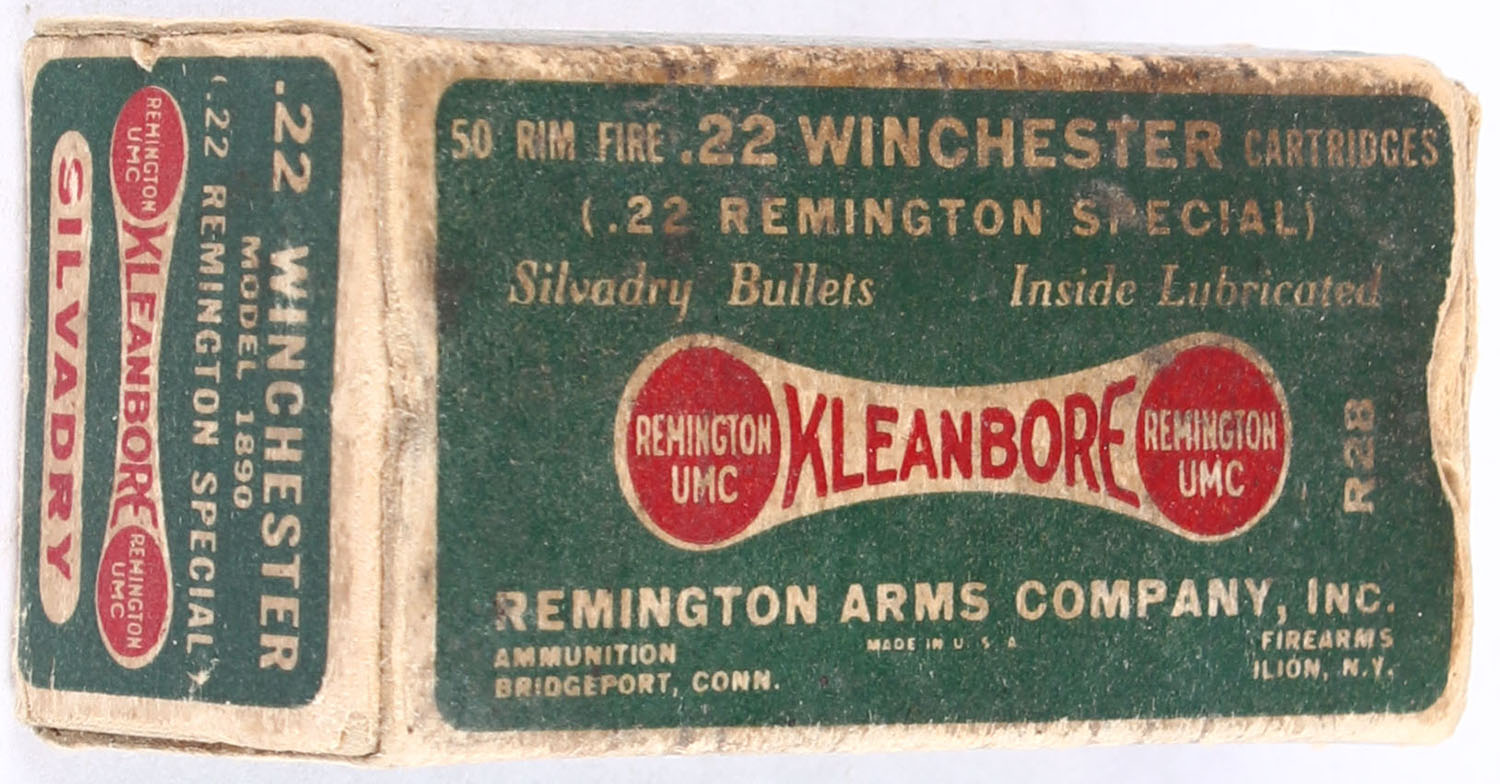 50 RIM FIRE .22 WINCHESTER CARTRIDGES
(.22 REMINGTON SPECIAL)
Silvadry Bullets Inside Lubricated
REMINGTON UMC KLEANBORE REMINGTON UMC
R28
REMINGTON ARMS COMPANY, INC.
AMMUNITION
BRIDGEPORT, CONN.
MADE IN U.S.A
FIREARMS
ILION, N.Y.
.22 WINCHESTER
MODEL 1890
(.22 REMINGTON SPECIAL)
REMINGTON UMC KLEANBORE REMINGTON UMC
SILVADRY